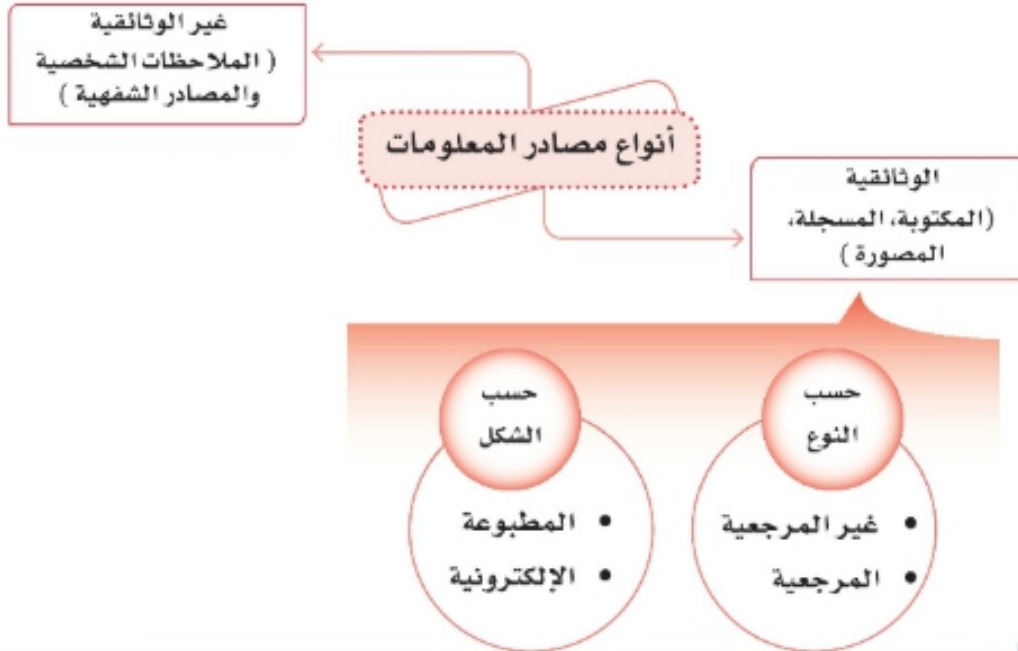 غير الوثائقية
( الملاحظات الشخصية
والمصادر الشفهية )
أنواع مصادر المعلومات
الوثائقية
(المكتوبة، المسجلة،
المصورة )
حسب
النوع
• غير المرجعية
• المرجعية
حسب
الشكل
• المطبوعة
• الإلكترونية